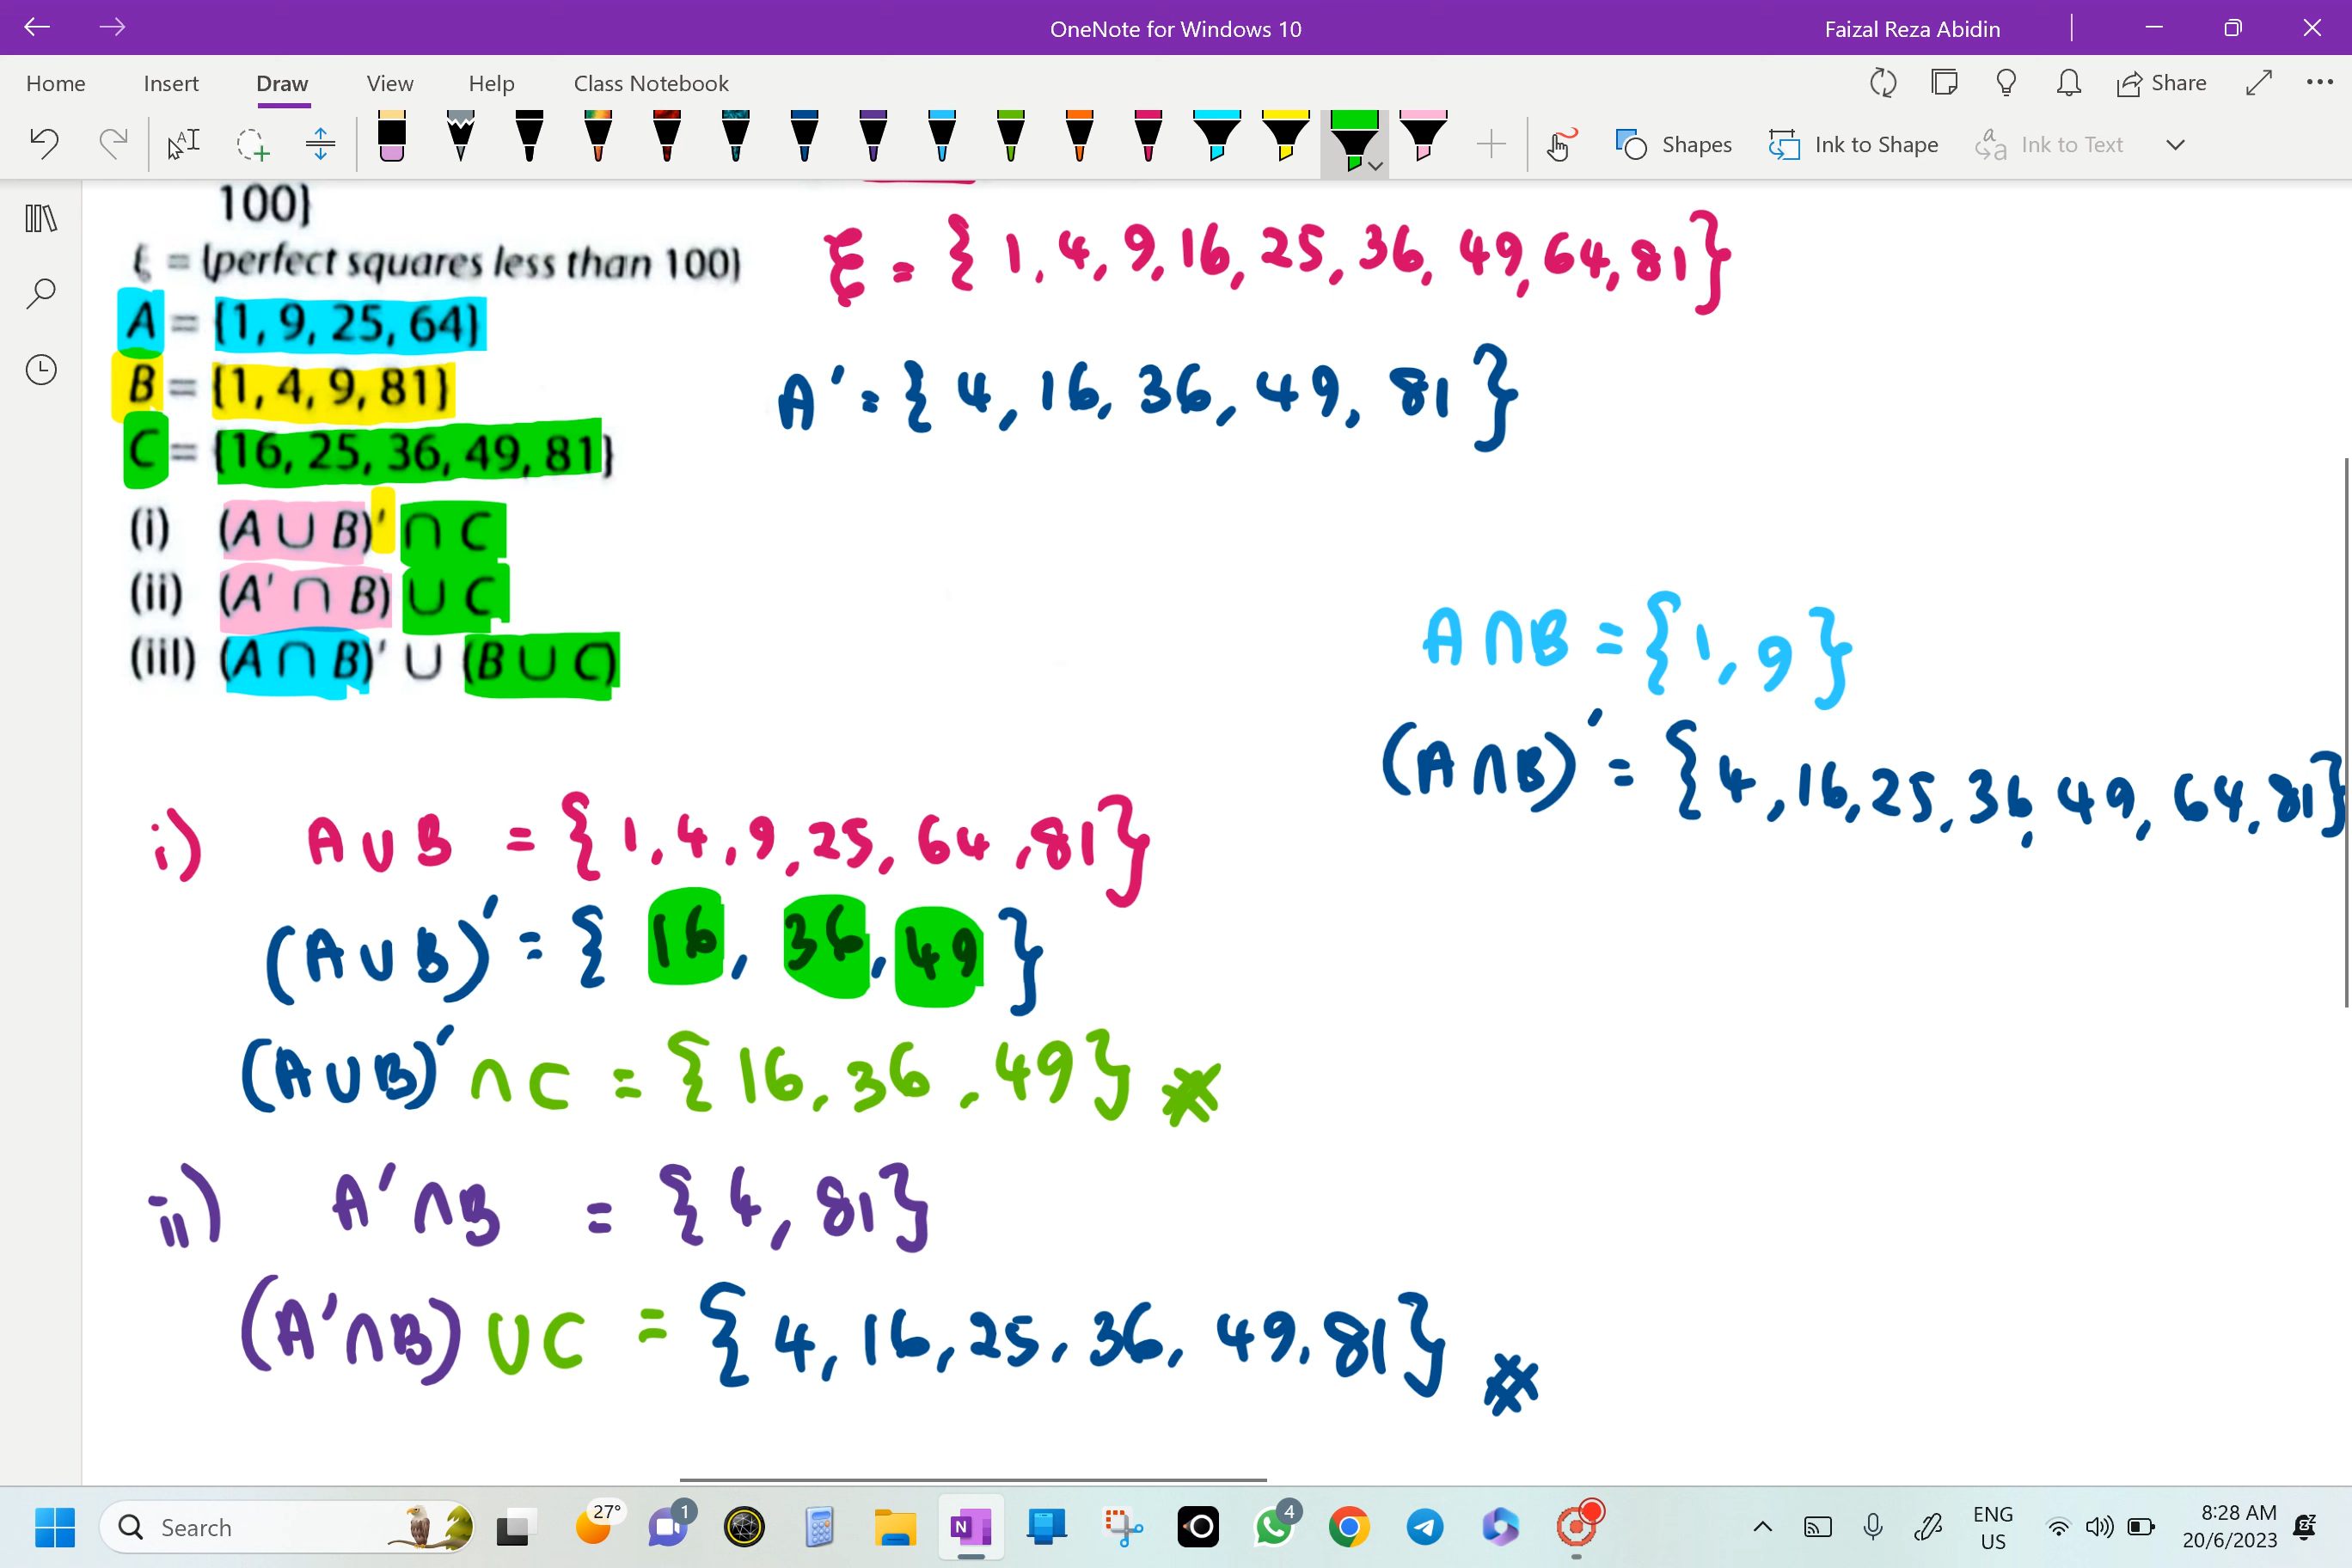 OneNote for Windows 10
Faizal Reza Abidin
Home Insert Draw View Help Class Notebook Share
Shapes Ink to Shape Ink to Text
100}
ξ = {perfect squares less than 100}
A = {1, 9, 25, 64}
B = {1, 4, 9, 81}
C = {16, 25, 36, 49, 81}
(i) (A ∪ B)′ ∩ C
(ii) (A′ ∩ B) ∪ C
(iii) (A ∩ B)′ ∪ (B ∪ C)
ξ = { 1, 4, 9, 16, 25, 36, 49, 64, 81}
A′ = { 4, 16, 36, 49, 81 }
A ∩ B = {1, 9}
(A ∩ B)′ = {4, 16, 25, 36, 49, 64, 81}
i) A ∪ B = {1, 4, 9, 25, 64, 81}
(A ∪ B)′ = { 16, 36, 49 }
(A ∪ B)′ ∩ C = {16, 36, 49}
ii) A′ ∩ B = {4, 81}
(A′ ∩ B) ∪ C = {4, 16, 25, 36, 49, 81}
Search
27°
1
N
4
ENG
US
8:28 AM
20/6/2023